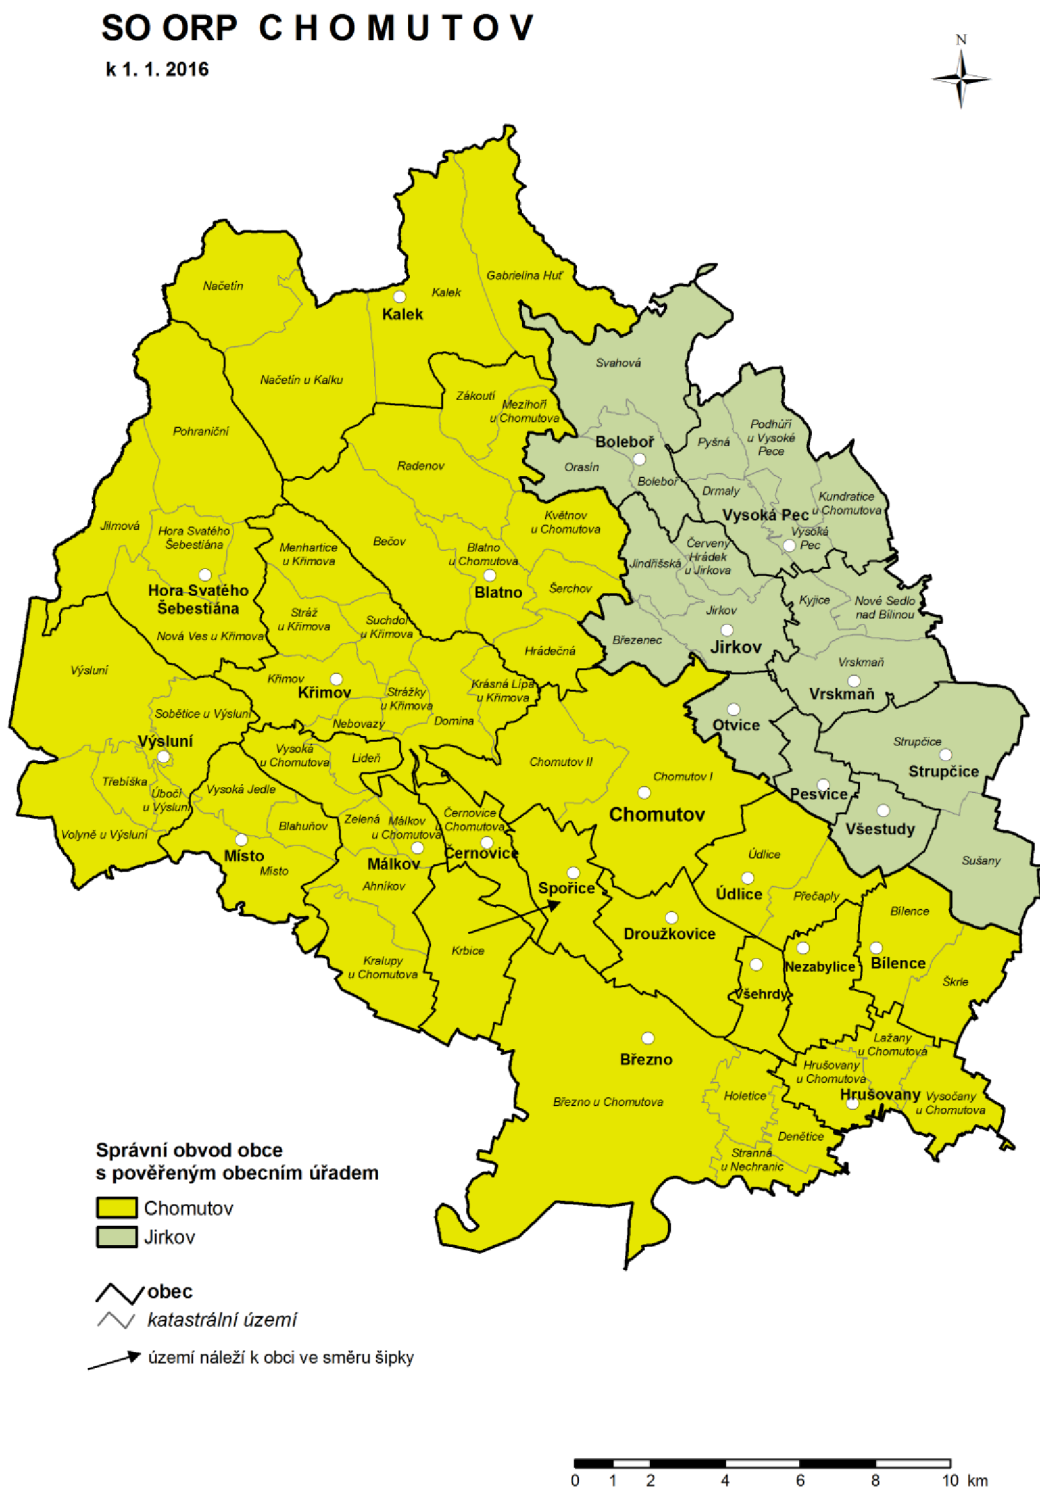 SO ORP CHOMUTOV
k 1. 1. 2016
N
Gabrielina Huť
Načetín
Kalek
Kalek
Svahová
Načetín u Kalku
Zákoutí
Mezihoří
u Chomutova
Podhůří
u Vysoké
Pece
Pohraniční
Boleboř
Pyšná
Radenov
Orasín
Boleboř
Drmaly
Kundratice
u Chomutova
Květnov
u Chomutova
Vysoká Pec
Vysoká
Pec
Jilmová
Hora Svatého
Šebestiána
Menhartice
u Křimova
Bečov
Blatno
u Chomutova
Červený
Hrádek
u Jirkova
Jindřišská
Hora Svatého
Šebestiána
Blatno
Šerchov
Kyjice
Nové Sedlo
nad Bílinou
Stráž
u Křimova
Suchdol
u Křimova
Jirkov
Nová Ves u Křimova
Březenec
Jirkov
Hrádečná
Vrskmaň
Výsluní
Křimov
Křimov
Strážky
u Křimova
Krásná Lípa
u Křimova
Vrskmaň
Sobětice u Výsluní
Nebovazy
Domina
Otvice
Výsluní
Vysoká
u Chomutova
Lideň
Chomutov II
Chomutov I
Strupčice
Strupčice
Třebíška
Úbočí
u Výsluní
Vysoká Jedle
Pesvice
Chomutov
Všestudy
Volyně u Výsluní
Blahuňov
Zelená
Málkov
u Chomutova
Černovice
u Chomutova
Místo
Místo
Málkov
Černovice
Údlice
Sušany
Ahníkov
Spořice
Údlice
Přečaply
Bílence
Droužkovice
Krbice
Kralupy
u Chomutova
Nezabylice
Bílence
Všehrdy
Škrle
Březno
Lažany
u Chomutova
Hrušovany
u Chomutova
Hrušovany
Vysočany
u Chomutova
Březno u Chomutova
Holetice
Denětice
Stranná
u Nechranic
Správní obvod obce
s pověřeným obecním úřadem
Chomutov
Jirkov
obec
katastrální území
území náleží k obci ve směru šipky
0 1 2 4 6 8 10 km